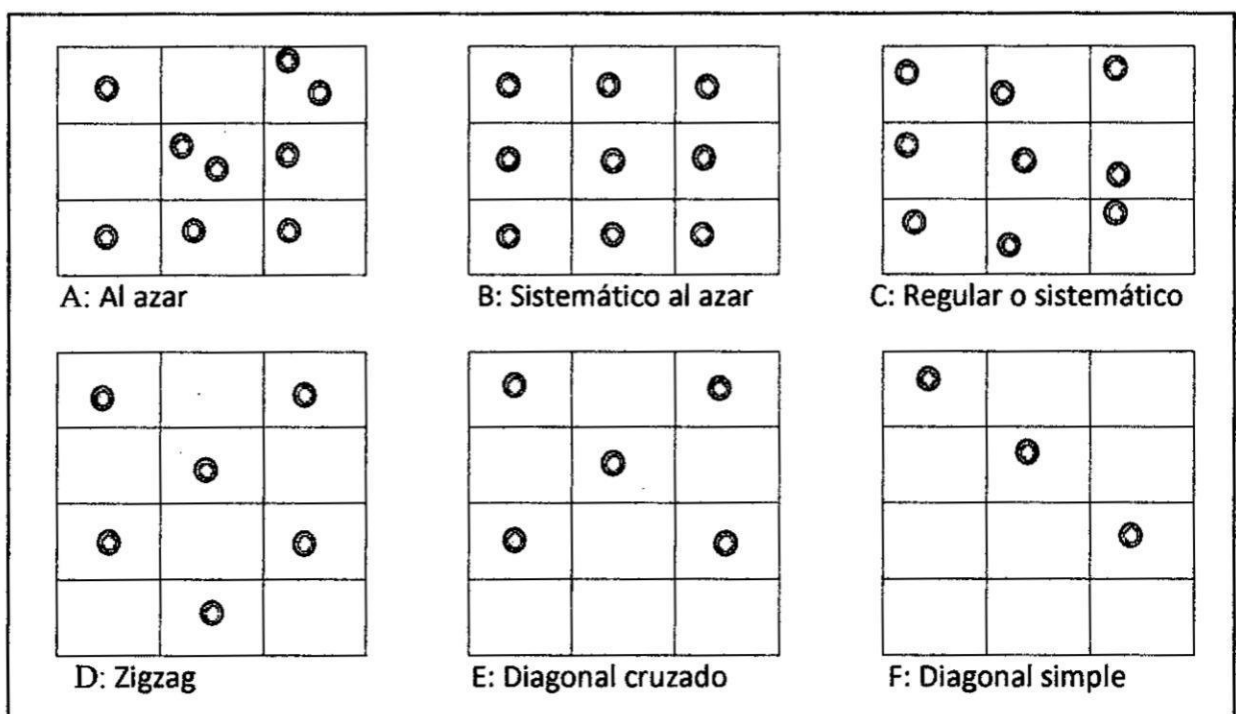 A: Al azar
B: Sistemático al azar
C: Regular o sistemático
D: Zigzag
E: Diagonal cruzado
F: Diagonal simple